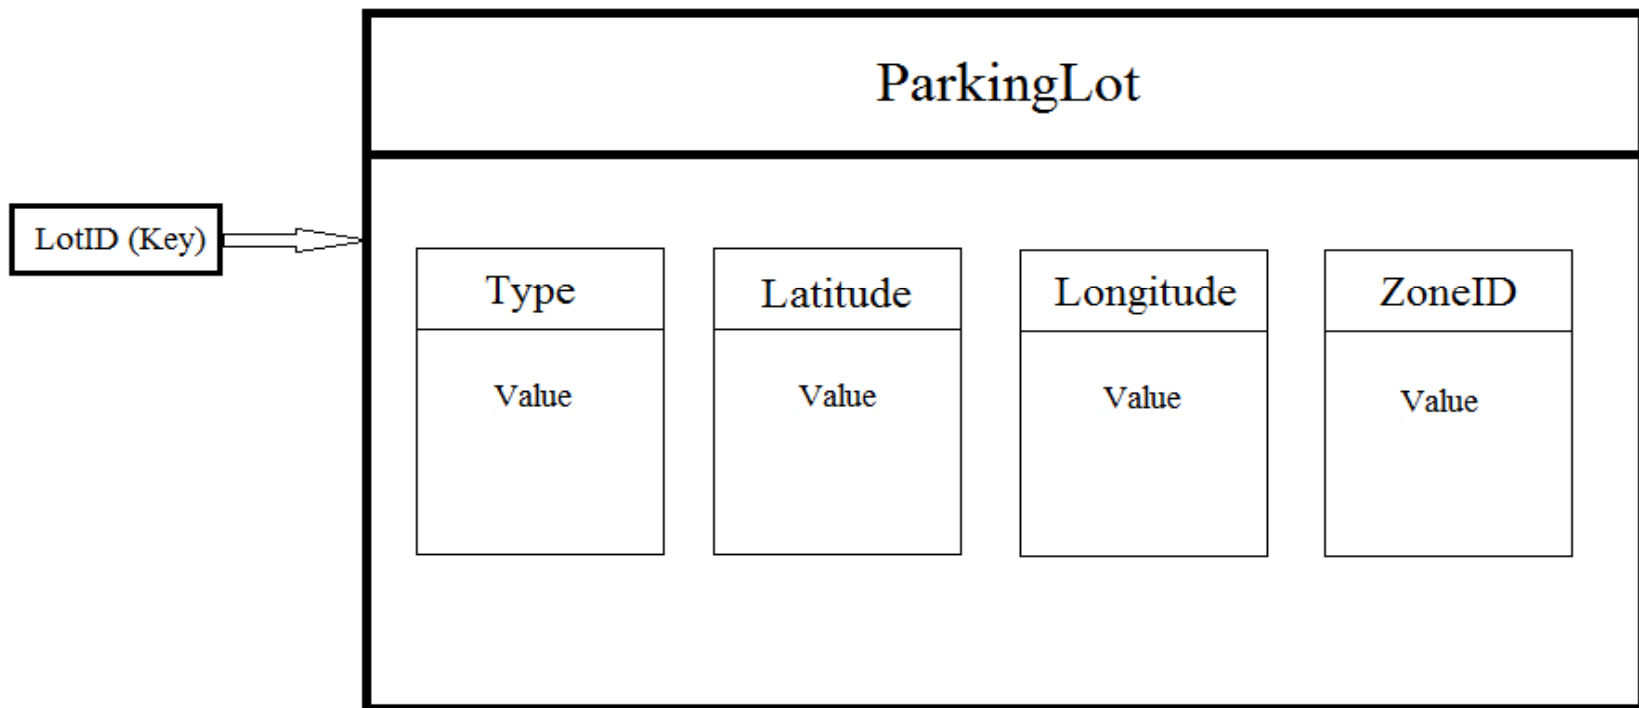 ParkingLot
LotID (Key)
Type
Latitude
Longitude
ZoneID
Value
Value
Value
Value